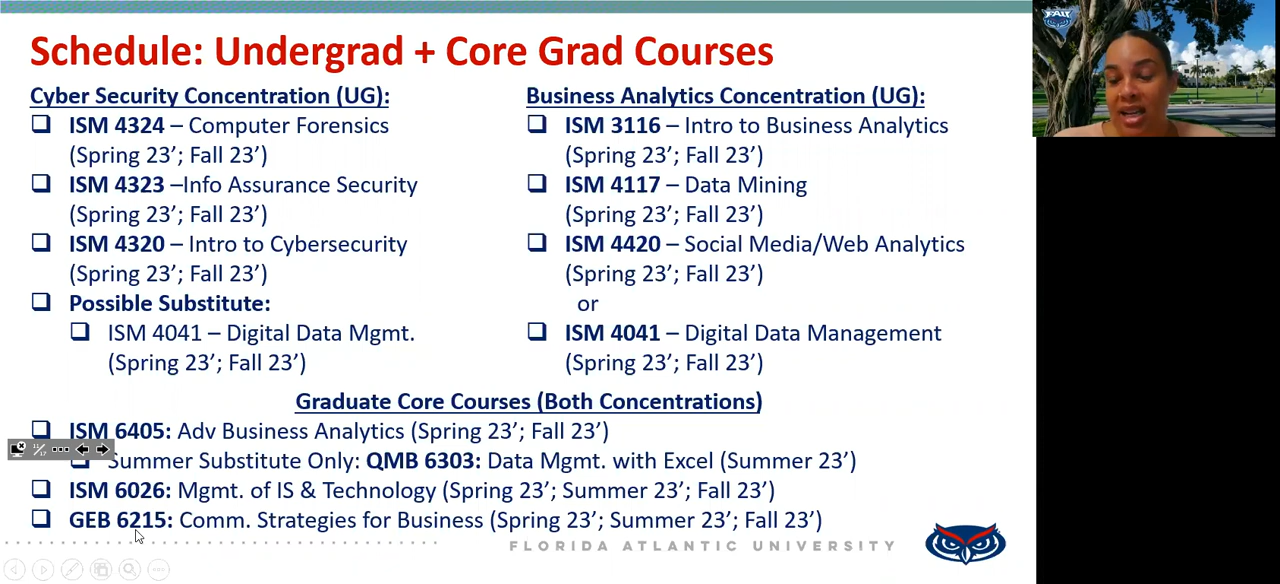 Schedule: Undergrad + Core Grad Courses
Cyber Security Concentration (UG):
❑ ISM 4324 – Computer Forensics
(Spring 23’; Fall 23’)
❑ ISM 4323 –Info Assurance Security
(Spring 23’; Fall 23’)
❑ ISM 4320 – Intro to Cybersecurity
(Spring 23’; Fall 23’)
❑ Possible Substitute:
❑ ISM 4041 – Digital Data Mgmt.
(Spring 23’; Fall 23’)
Business Analytics Concentration (UG):
❑ ISM 3116 – Intro to Business Analytics
(Spring 23’; Fall 23’)
❑ ISM 4117 – Data Mining
(Spring 23’; Fall 23’)
❑ ISM 4420 – Social Media/Web Analytics
(Spring 23’; Fall 23’)
or
❑ ISM 4041 – Digital Data Management
(Spring 23’; Fall 23’)
Graduate Core Courses (Both Concentrations)
❑ ISM 6405: Adv Business Analytics (Spring 23’; Fall 23’)
❑ Summer Substitute Only: QMB 6303: Data Mgmt. with Excel (Summer 23’)
❑ ISM 6026: Mgmt. of IS & Technology (Spring 23’; Summer 23’; Fall 23’)
❑ GEB 6215: Comm. Strategies for Business (Spring 23’; Summer 23’; Fall 23’)
FLORIDA ATLANTIC UNIVERSITY
FAU